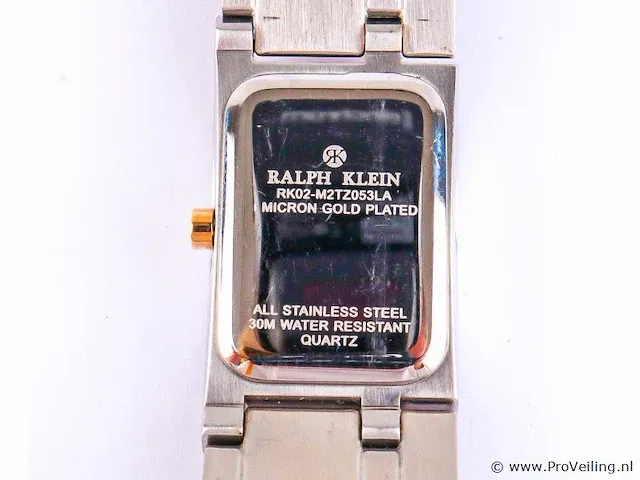 RK
RALPH KLEIN
RK02-M2TZ053LA
MICRON GOLD PLATED
ALL STAINLESS STEEL
30M WATER RESISTANT
QUARTZ
© www.ProVeiling.nl